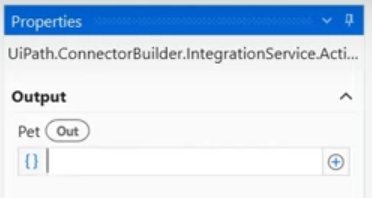 Properties
UiPath.ConnectorBuilder.IntegrationService.Acti...
Output
Pet Out
{}